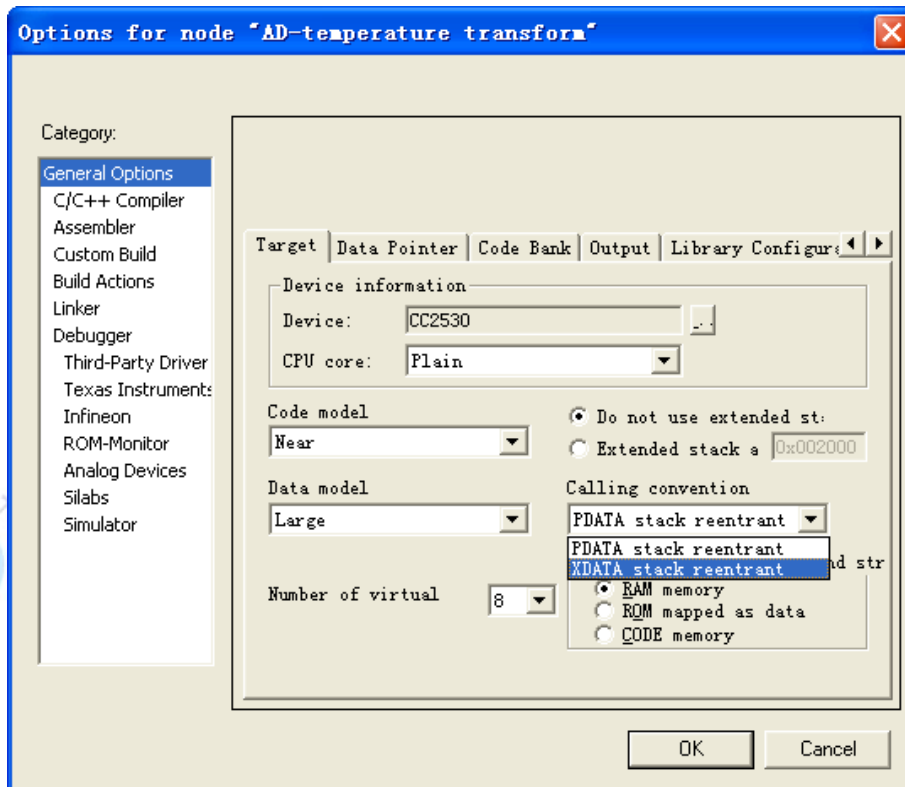 Options for node "AD-temperature transform"
Category:
General Options
C/C++ Compiler
Assembler
Custom Build
Build Actions
Linker
Debugger
Third-Party Driver
Texas Instruments
Infineon
ROM-Monitor
Analog Devices
Silabs
Simulator
Target Data Pointer Code Bank Output Library Configur
Device information
Device: CC2530 ...
CPU core: Plain
Code model
Near
Do not use extended st
Extended stack a 0x002000
Data model
Large
Calling convention
PDATA stack reentrant
PDATA stack reentrant
XDATA stack reentrant
nd str
Number of virtual 8
RAM memory
ROM mapped as data
CODE memory
OK Cancel